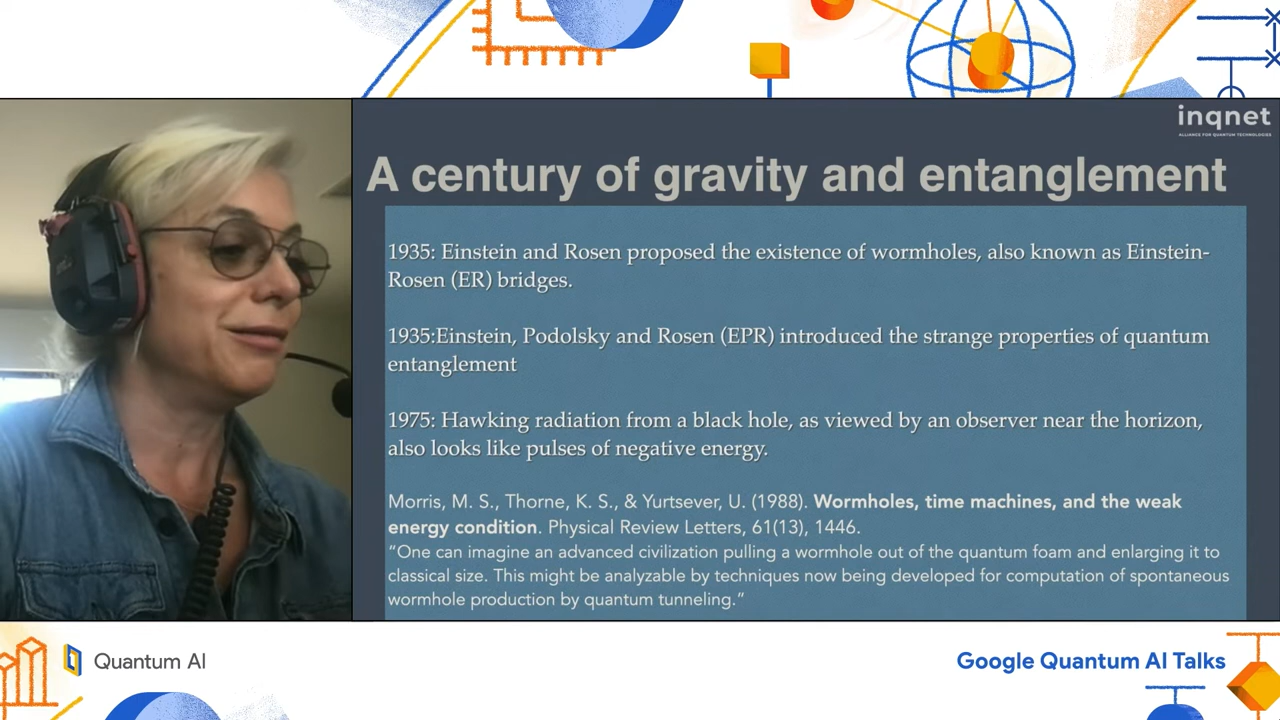 inqnet
ALLIANCE FOR QUANTUM TECHNOLOGIES
A century of gravity and entanglement
1935: Einstein and Rosen proposed the existence of wormholes, also known as Einstein-
Rosen (ER) bridges.
1935:Einstein, Podolsky and Rosen (EPR) introduced the strange properties of quantum
entanglement
1975: Hawking radiation from a black hole, as viewed by an observer near the horizon,
also looks like pulses of negative energy.
Morris, M. S., Thorne, K. S., & Yurtsever, U. (1988). Wormholes, time machines, and the weak
energy condition. Physical Review Letters, 61(13), 1446.
“One can imagine an advanced civilization pulling a wormhole out of the quantum foam and enlarging it to
classical size. This might be analyzable by techniques now being developed for computation of spontaneous
wormhole production by quantum tunneling.”
Quantum AI
Google Quantum AI Talks